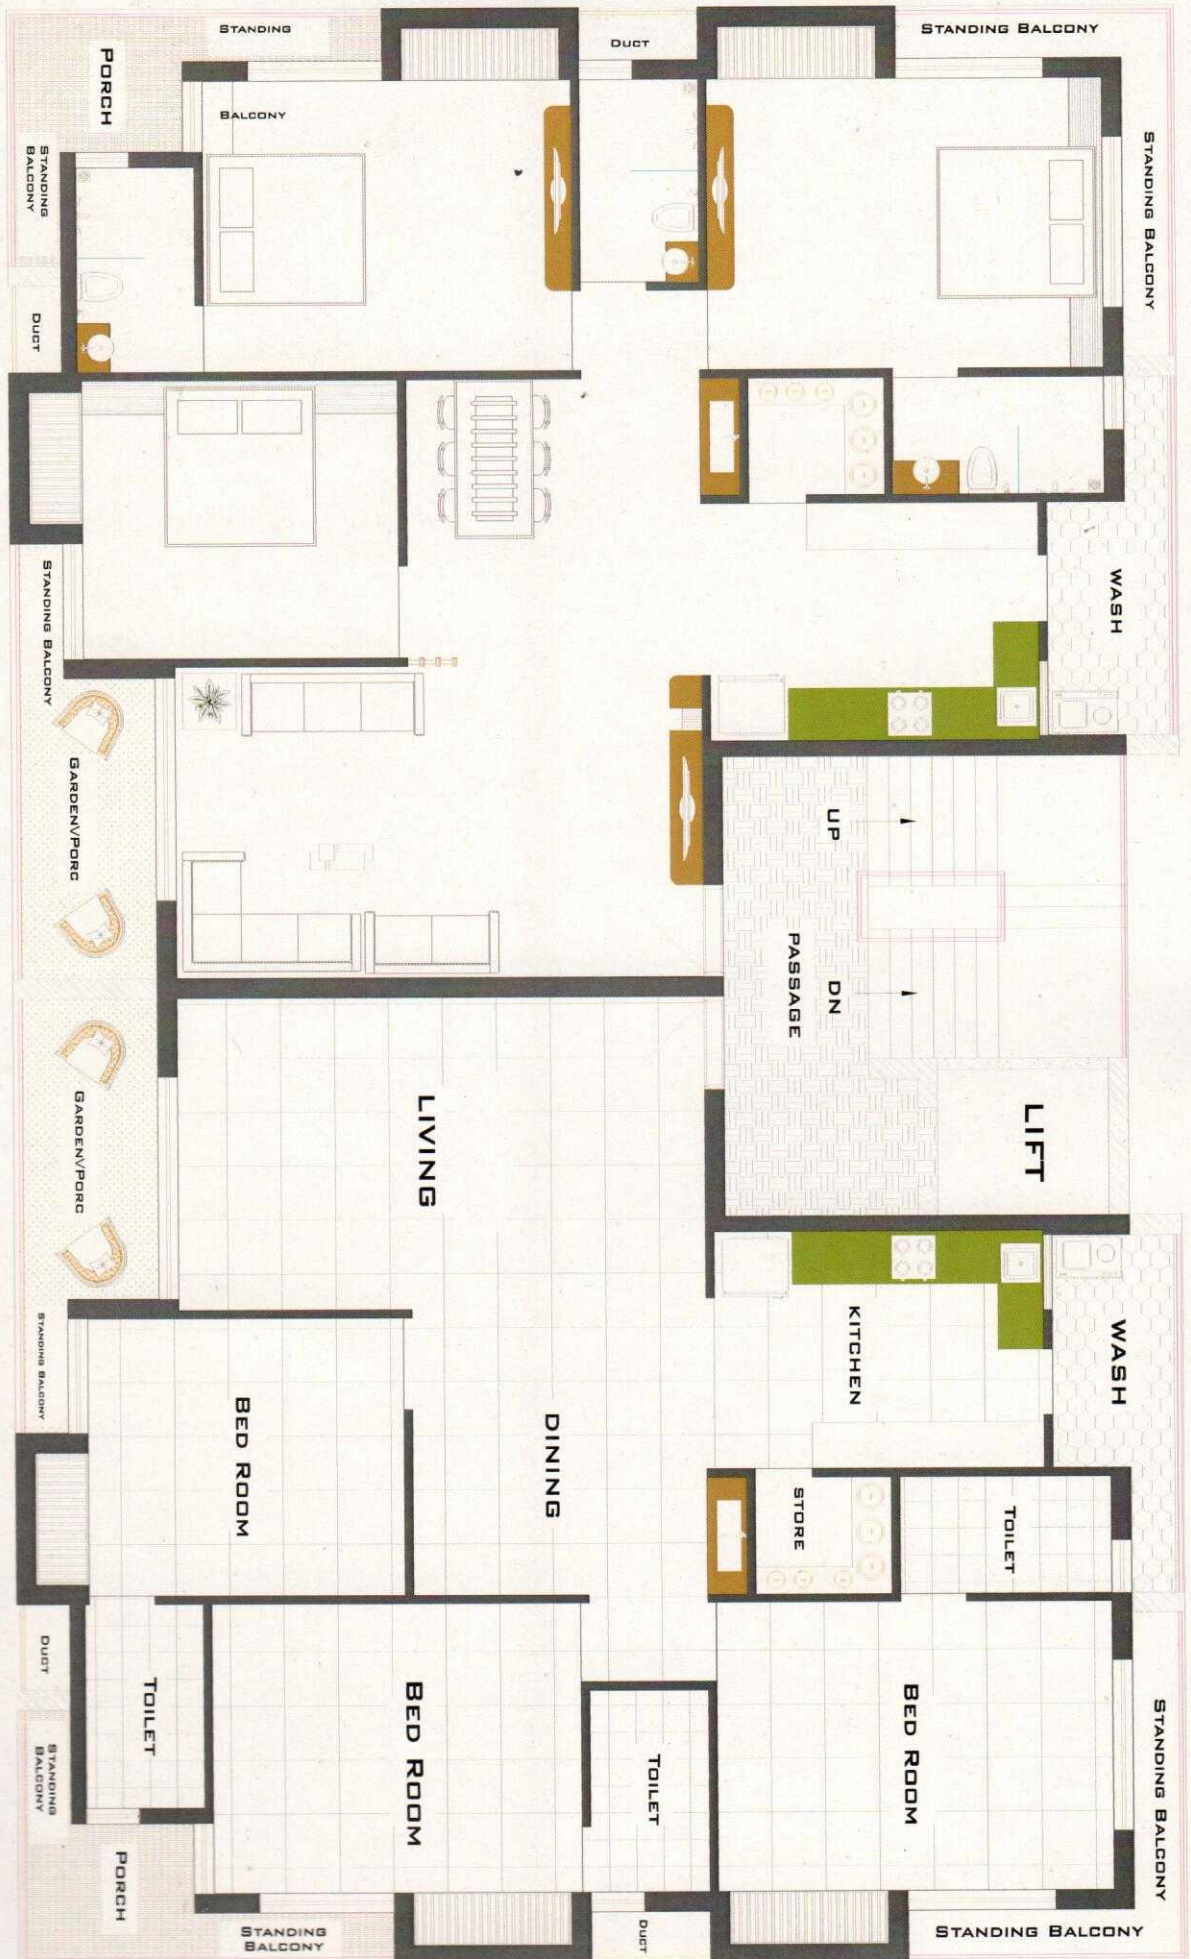 STANDING
DUCT
STANDING BALCONY
PORCH
BALCONY
STANDING BALCONY
STANDING
BALCONY
DUCT
STANDING BALCONY
WASH
GARDEN\/PORC
UP
DN
PASSAGE
LIFT
GARDEN\/PORC
LIVING
KITCHEN
WASH
STANDING BALCONY
BED ROOM
DINING
STORE
TOILET
DUCT
TOILET
BED ROOM
TOILET
BED ROOM
STANDING BALCONY
STANDING
BALCONY
PORCH
STANDING
BALCONY
DUCT
STANDING BALCONY